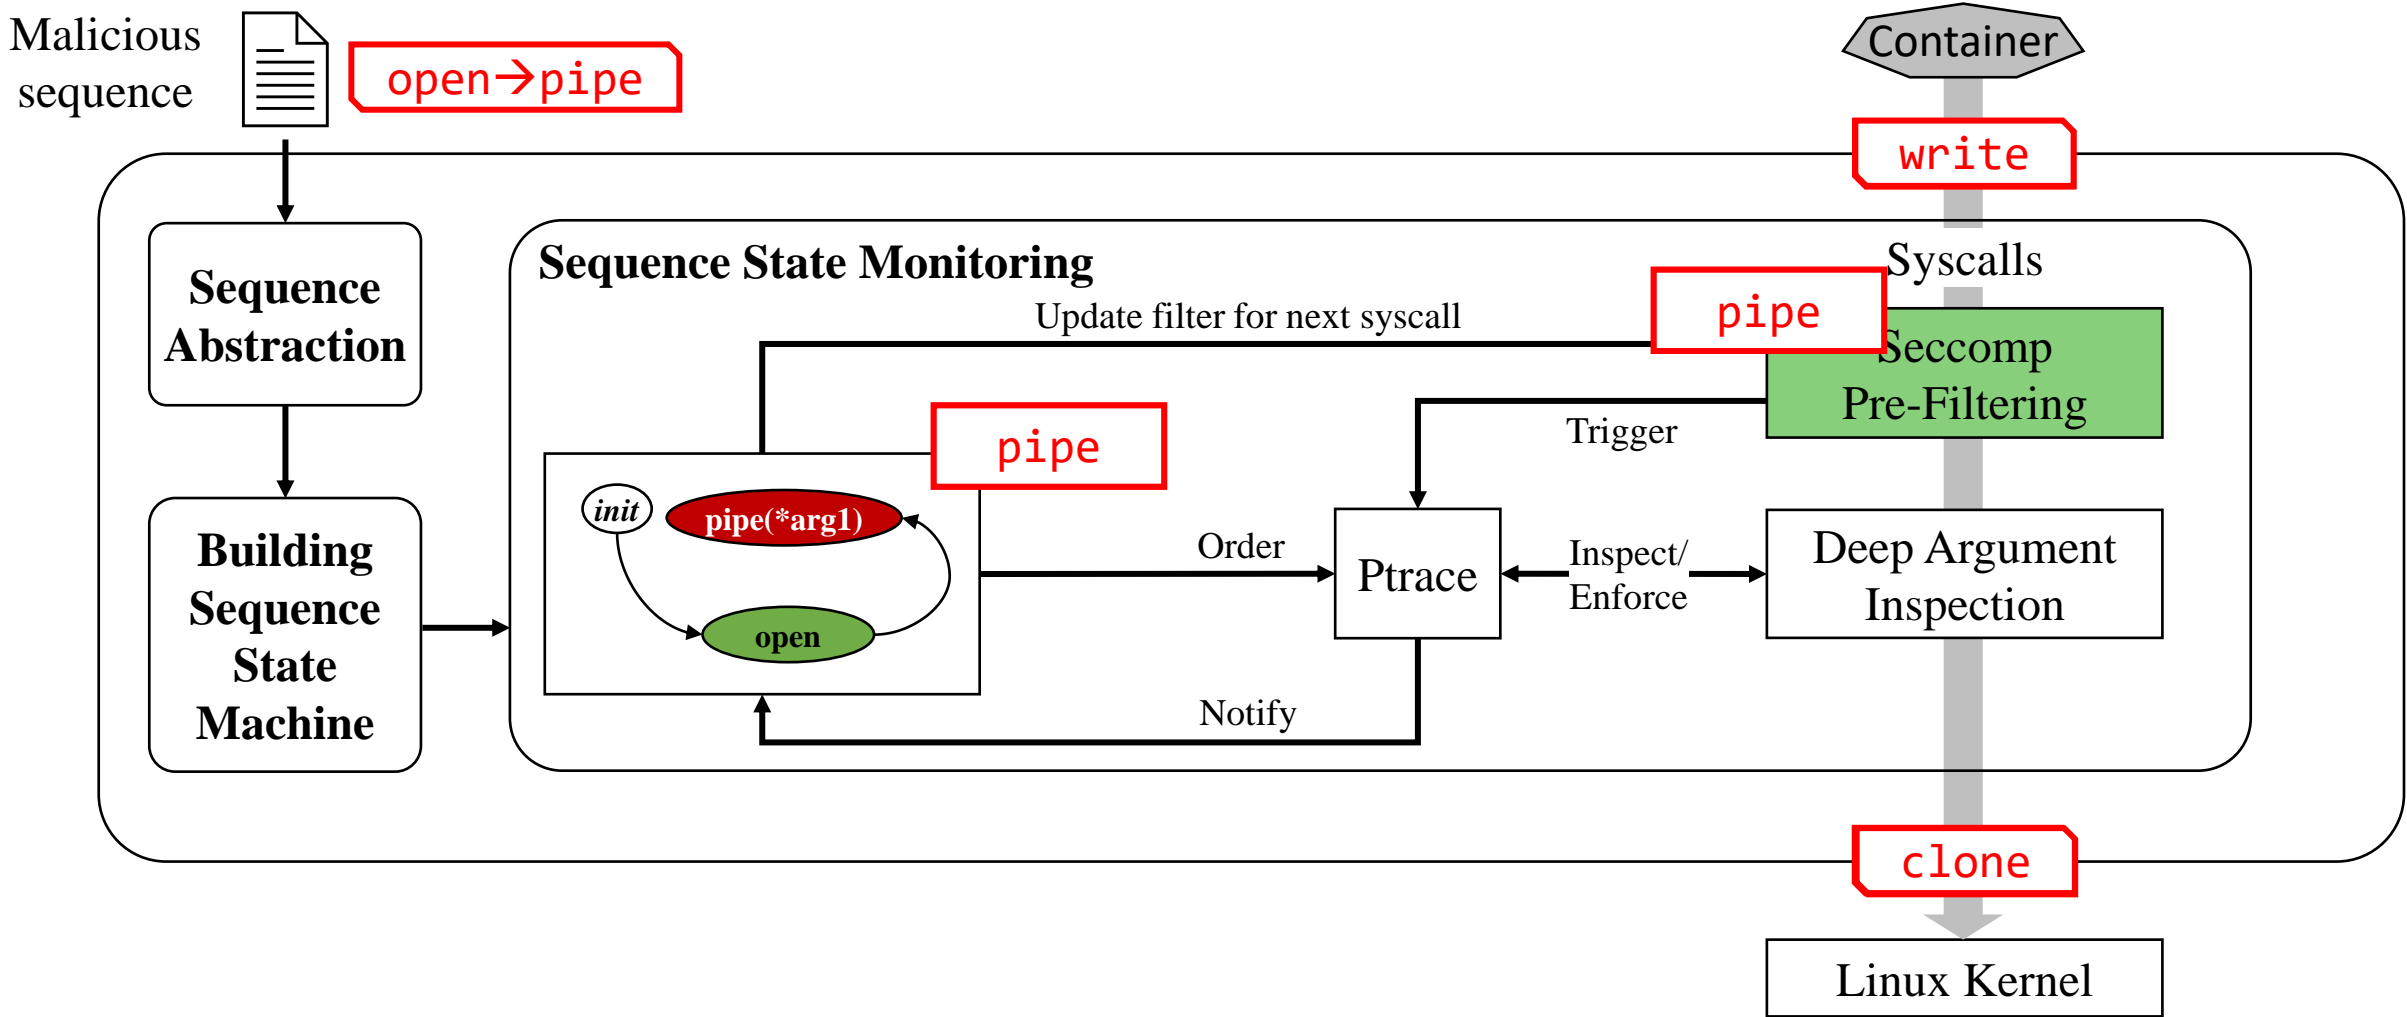 Malicious
sequence
open→pipe
Container
write
Sequence
Abstraction
Building
Sequence
State
Machine
Sequence State Monitoring
Syscalls
Update filter for next syscall
pipe
Seccomp
Pre-Filtering
Trigger
pipe
init
pipe(*arg1)
open
Order
Ptrace
Inspect/
Enforce
Deep Argument
Inspection
Notify
clone
Linux Kernel